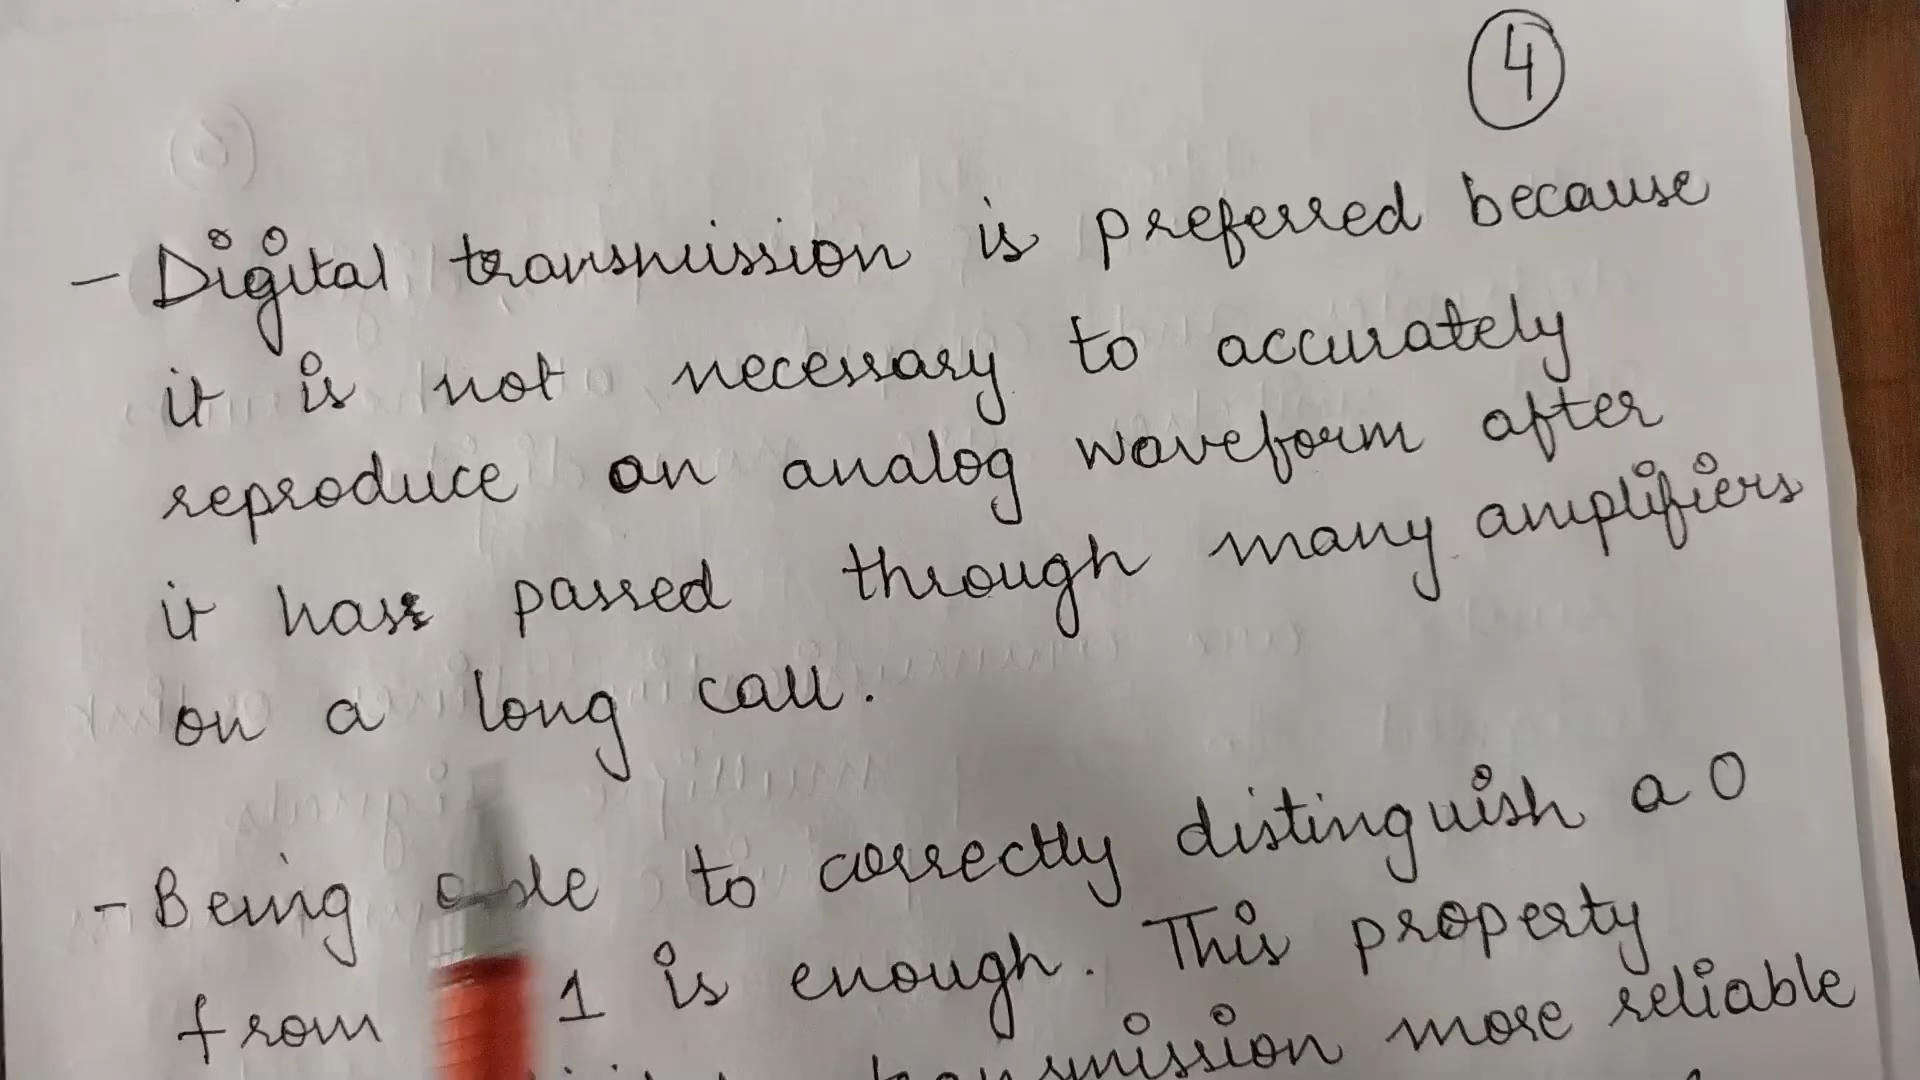 4
- Digital transmission is preferred because
it is not necessary to accurately
reproduce an analog waveform after
it has passed through many amplifiers
on a long call.
- Being to correctly distinguish a 0
from 1 is enough. This property
transmission more reliable